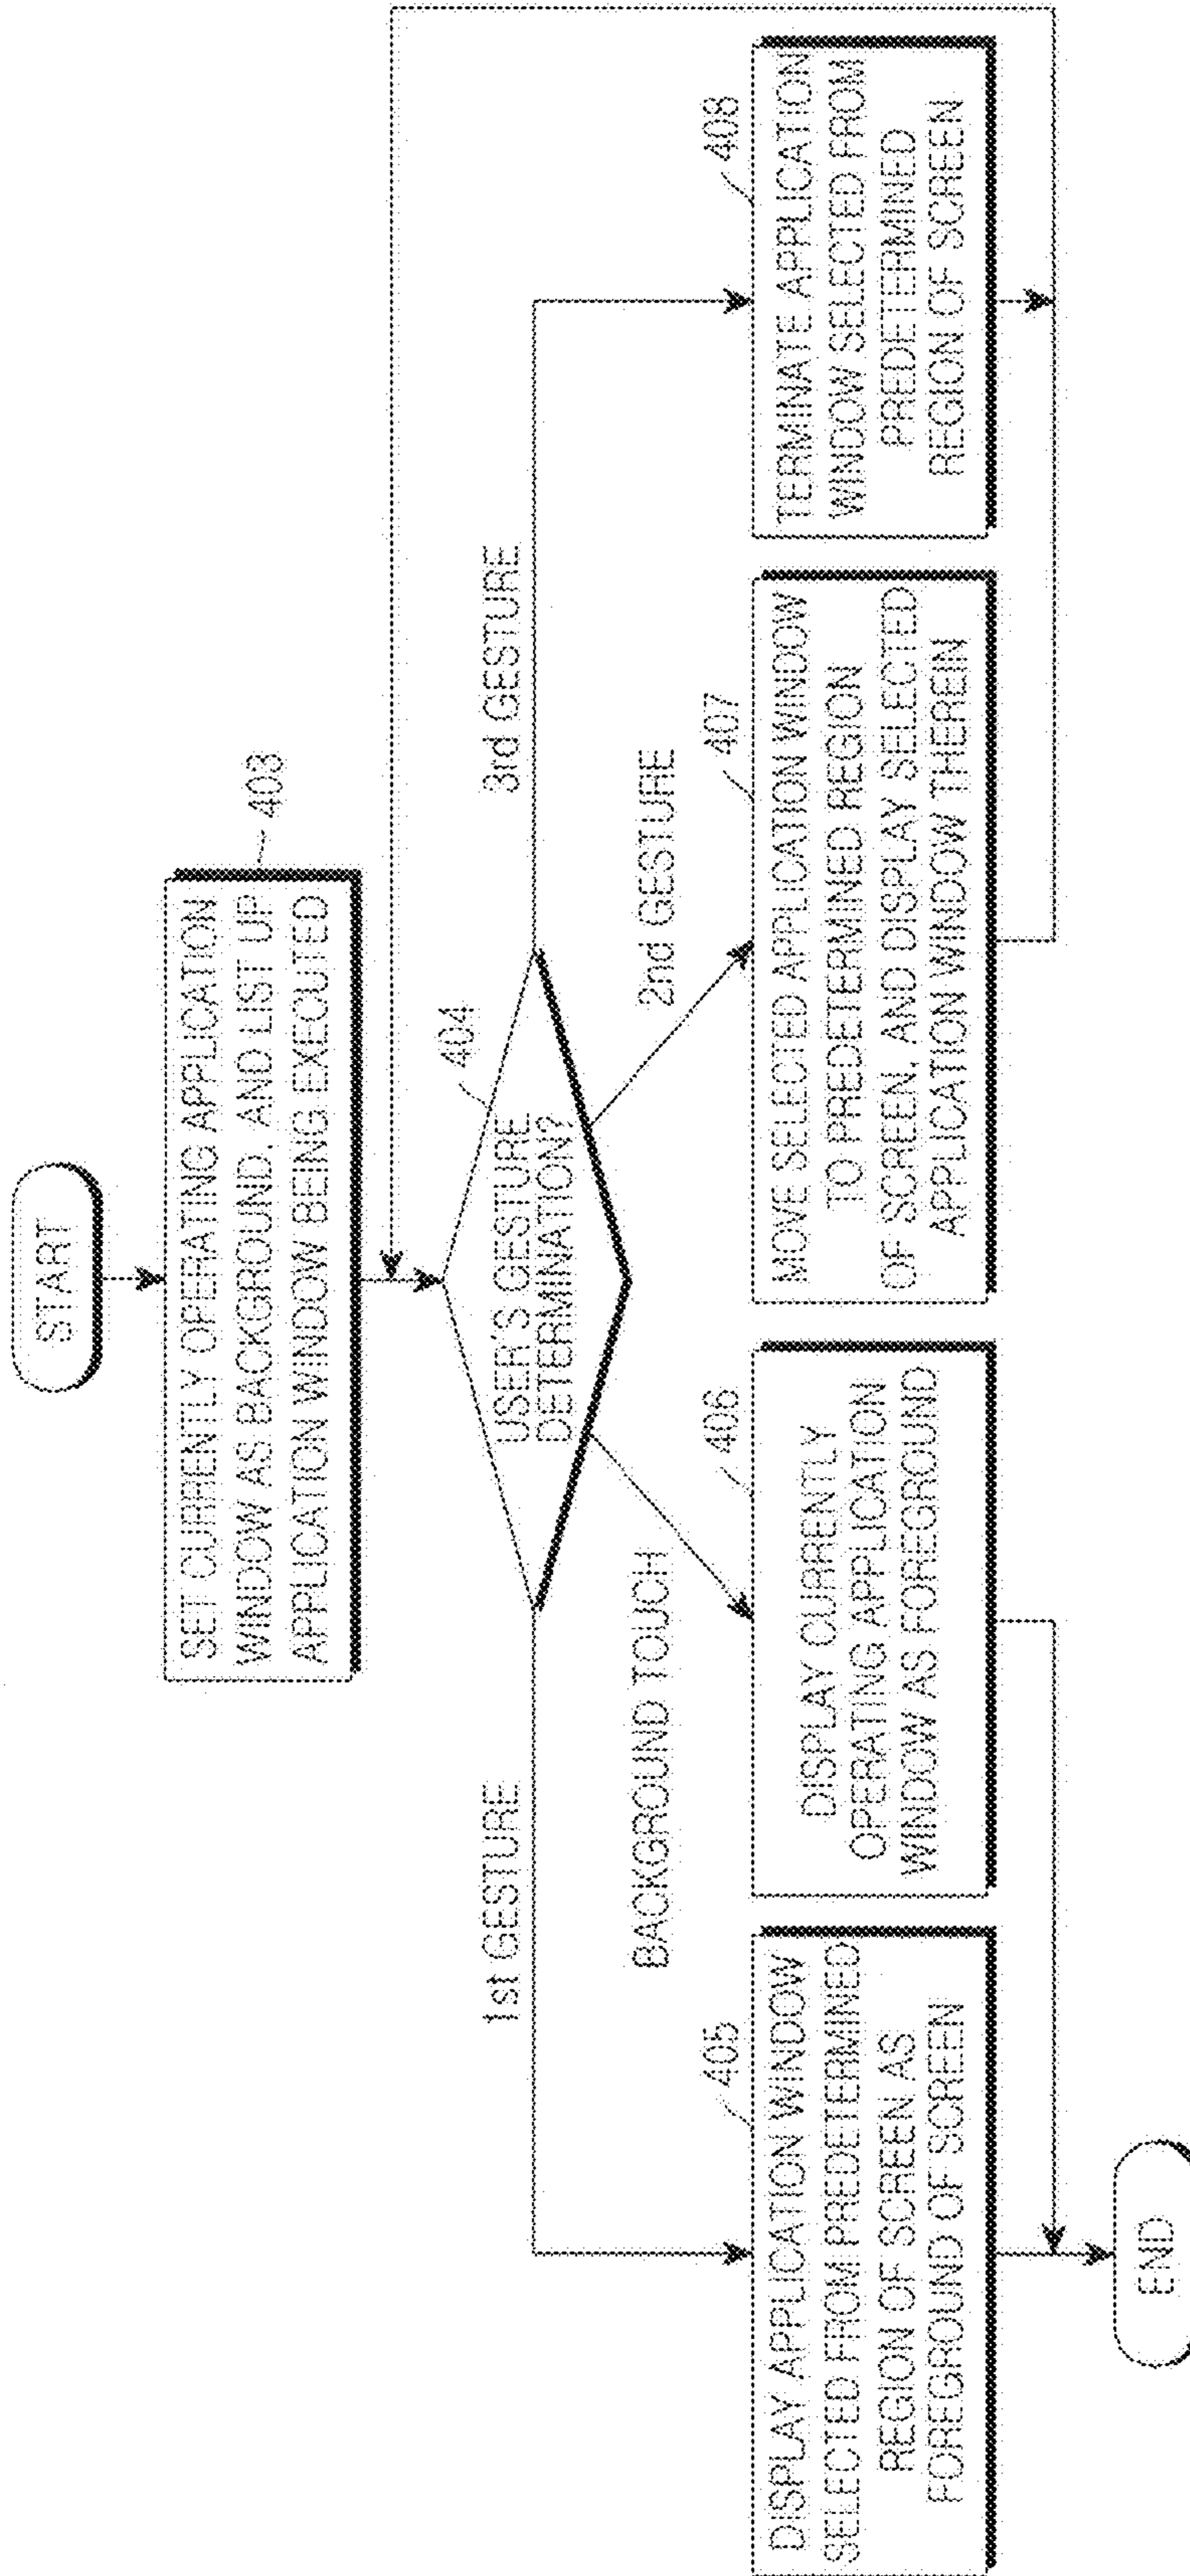 START
SET CURRENTLY OPERATING APPLICATION
WINDOW AS BACKGROUND, AND LIST UP
APPLICATION WINDOW BEING EXECUTED
403
404
USER'S GESTURE
DETERMINATION?
1st GESTURE
BACKGROUND TOUCH
2nd GESTURE
3rd GESTURE
405
DISPLAY APPLICATION WINDOW
SELECTED FROM PREDETERMINED
REGION OF SCREEN AS
FOREGROUND OF SCREEN
406
DISPLAY CURRENTLY
OPERATING APPLICATION
WINDOW AS FOREGROUND
407
MOVE SELECTED APPLICATION WINDOW
TO PREDETERMINED REGION
OF SCREEN, AND DISPLAY SELECTED
APPLICATION WINDOW THEREIN
408
TERMINATE APPLICATION
WINDOW SELECTED FROM
PREDETERMINED
REGION OF SCREEN
END